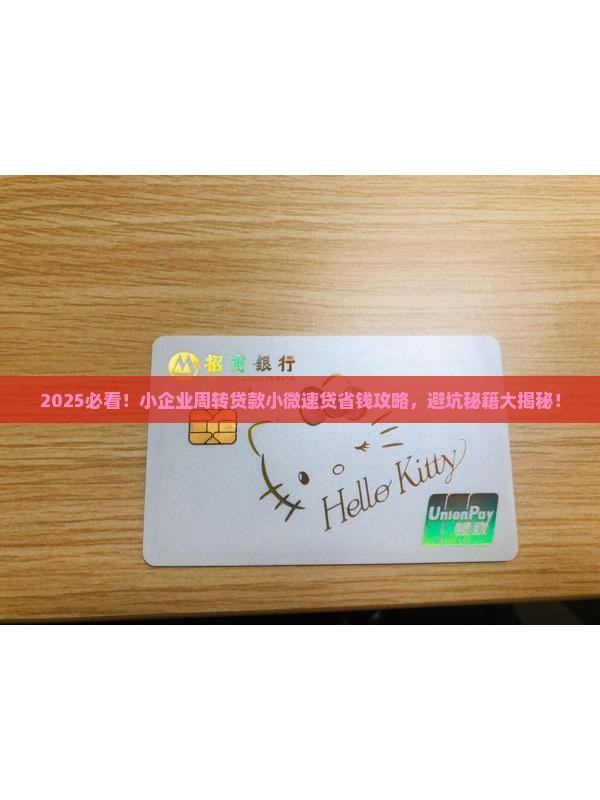 招商银行
2025必看！小企业周转贷款小微速贷省钱攻略，避坑秘籍大揭秘！
Hello Kitty
UnionPay
银联